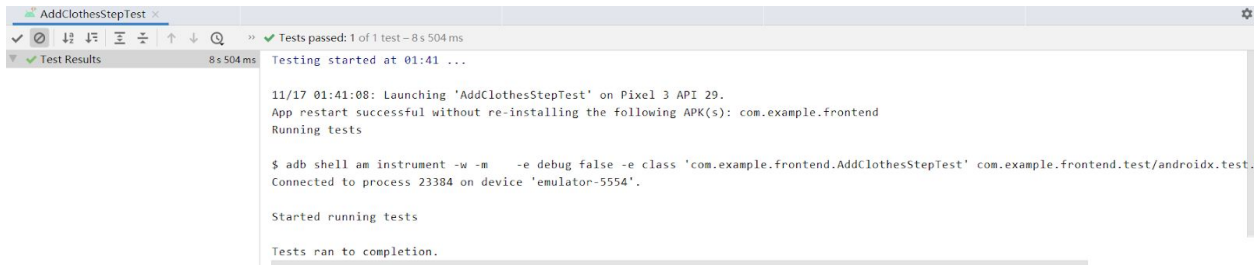 AddClothesStepTest ×
» Tests passed: 1 of 1 test – 8 s 504 ms
Test Results 8 s 504 ms
Testing started at 01:41 ...
11/17 01:41:08: Launching 'AddClothesStepTest' on Pixel 3 API 29.
App restart successful without re-installing the following APK(s): com.example.frontend
Running tests
$ adb shell am instrument -w -m    -e debug false -e class 'com.example.frontend.AddClothesStepTest' com.example.frontend.test/androidx.test.
Connected to process 23384 on device 'emulator-5554'.
Started running tests
Tests ran to completion.